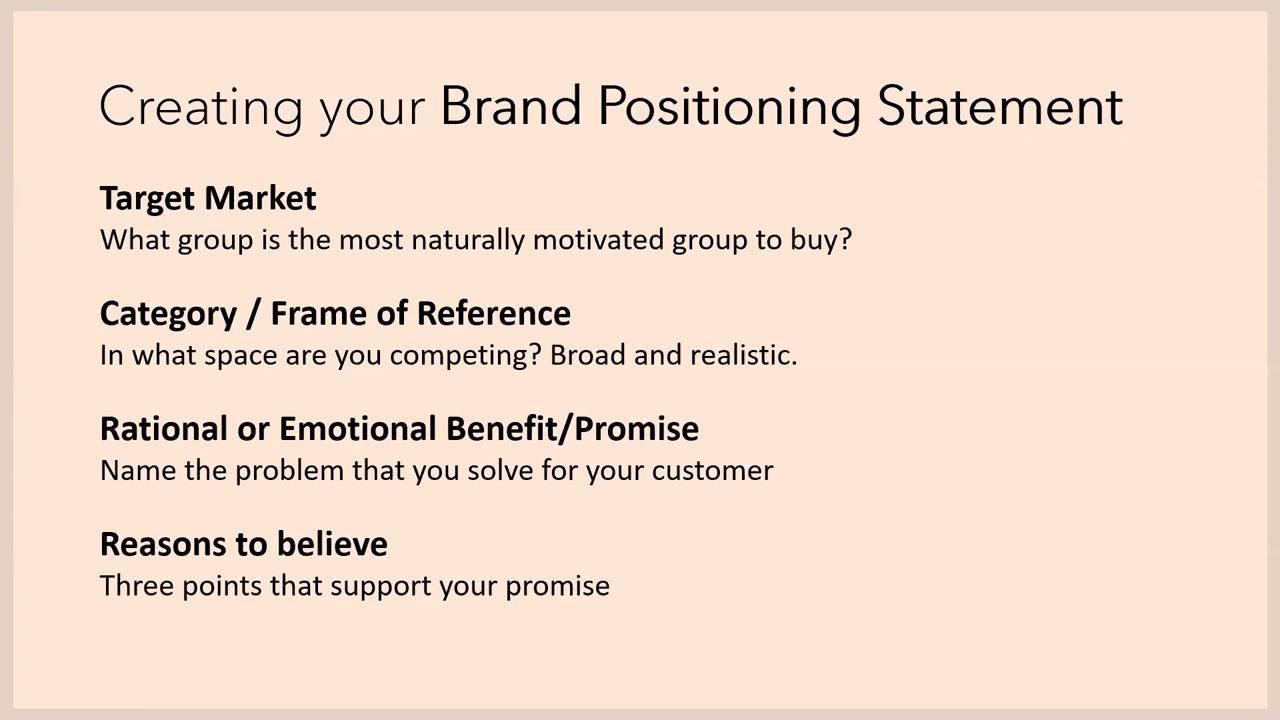 Creating your Brand Positioning Statement
Target Market
What group is the most naturally motivated group to buy?
Category / Frame of Reference
In what space are you competing? Broad and realistic.
Rational or Emotional Benefit/Promise
Name the problem that you solve for your customer
Reasons to believe
Three points that support your promise